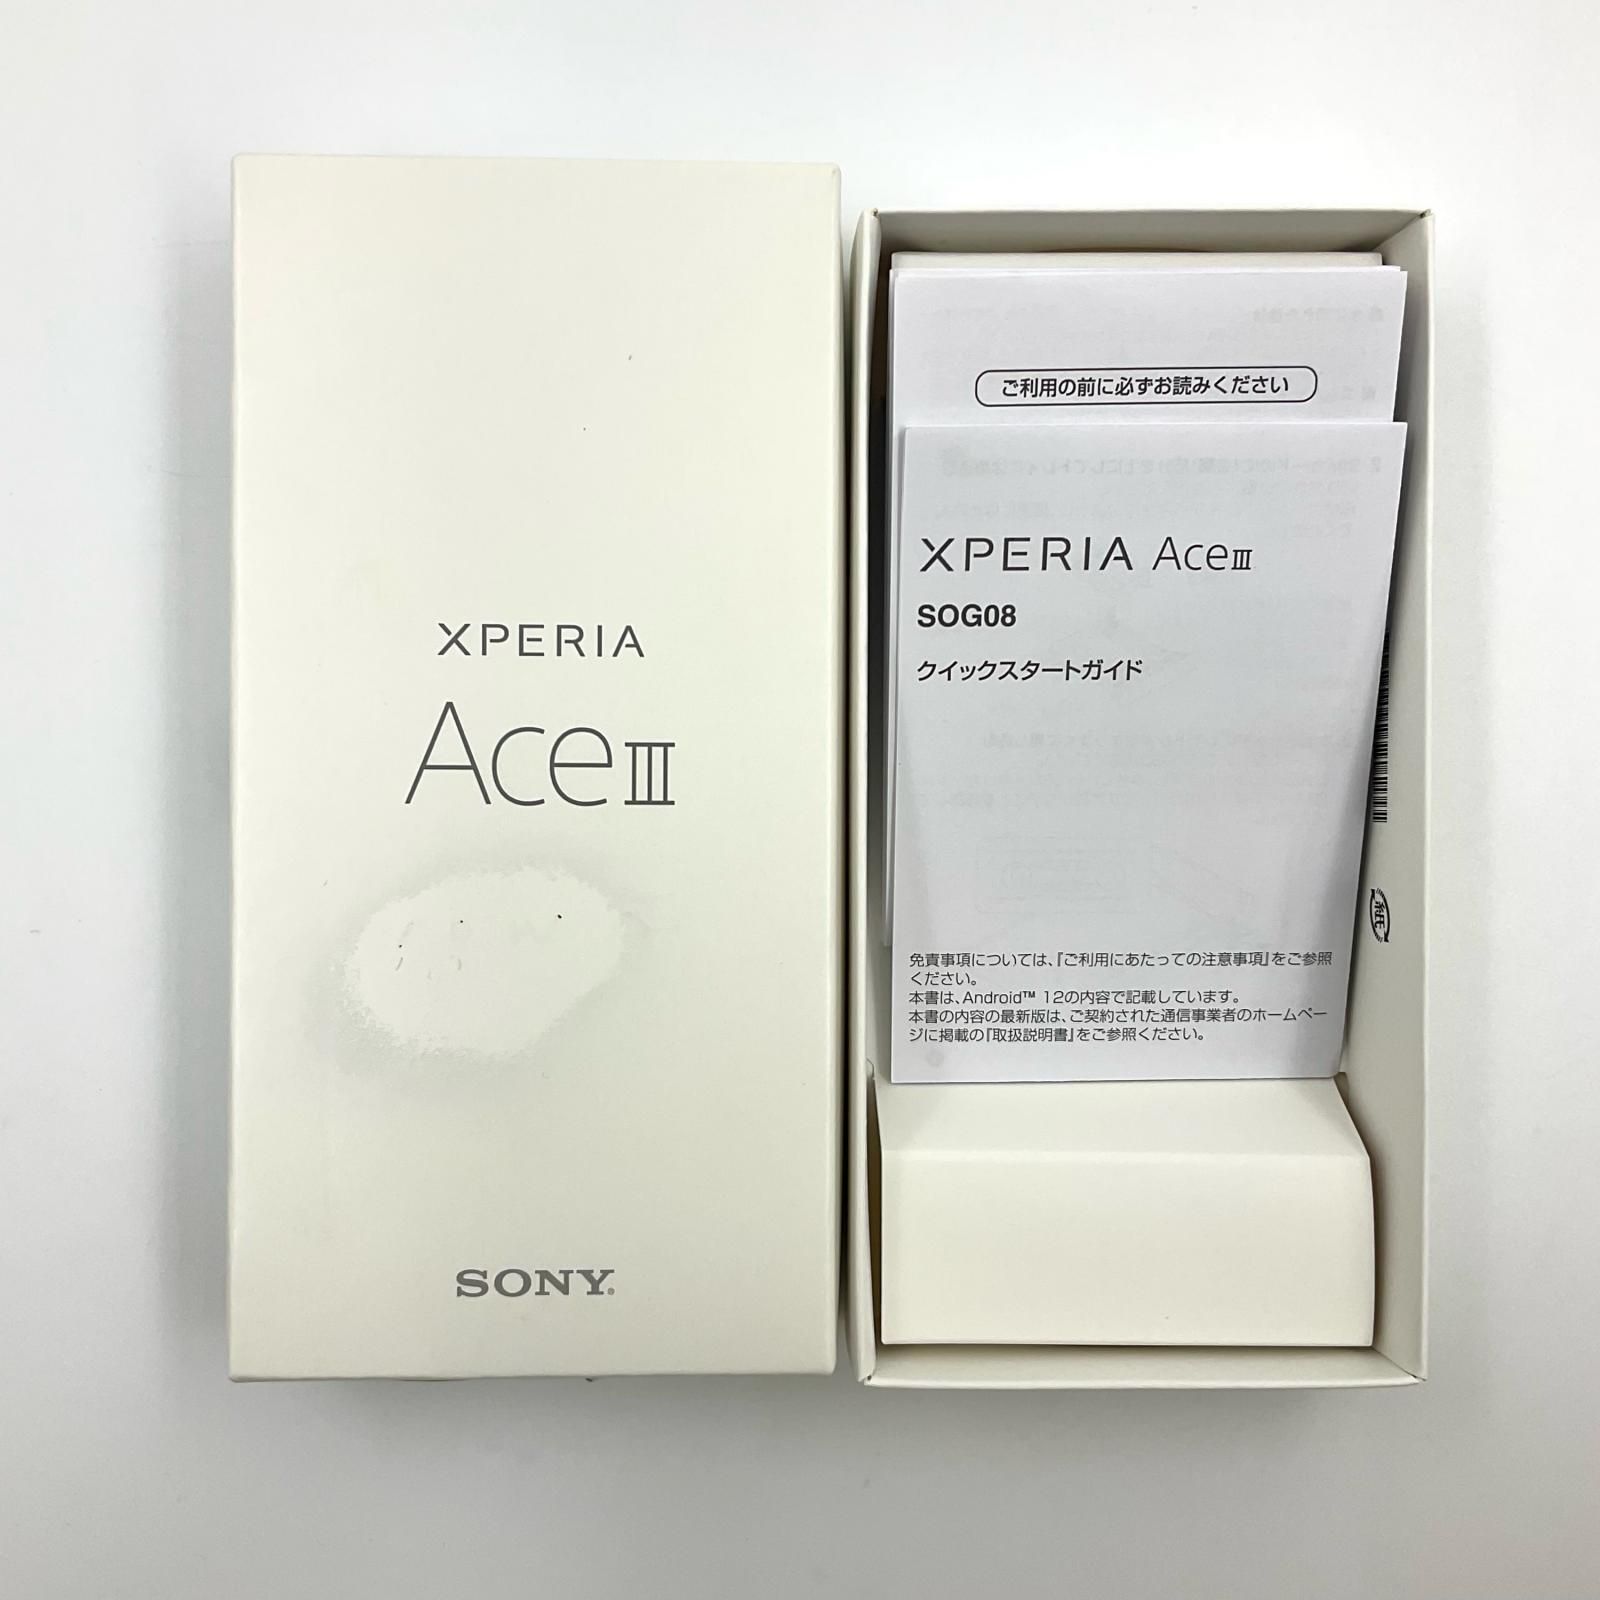 XPERIA
Ace III
SONY
ご利用の前に必ずお読みください
XPERIA Ace III
SOG08
クイックスタートガイド
免責事項については、『ご利用にあたっての注意事項』をご参照
ください。
本書は、Android™ 12の内容で記載しています。
本書の内容の最新版は、ご契約された通信事業者のホームペー
ジに掲載の『取扱説明書』をご参照ください。
紙